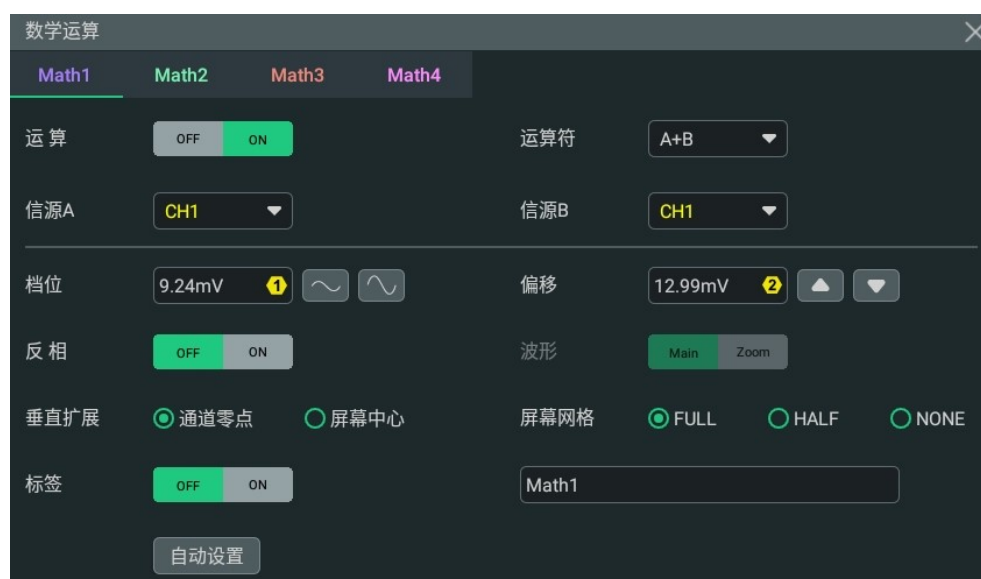 数学运算
Math1 Math2 Math3 Math4
运算 OFF ON 运算符 A+B
信源A CH1 信源B CH1
档位 9.24mV 1 偏移 12.99mV 2
反相 OFF ON 波形 Main Zoom
垂直扩展 通道零点 屏幕中心 屏幕网格 FULL HALF NONE
标签 OFF ON Math1
自动设置